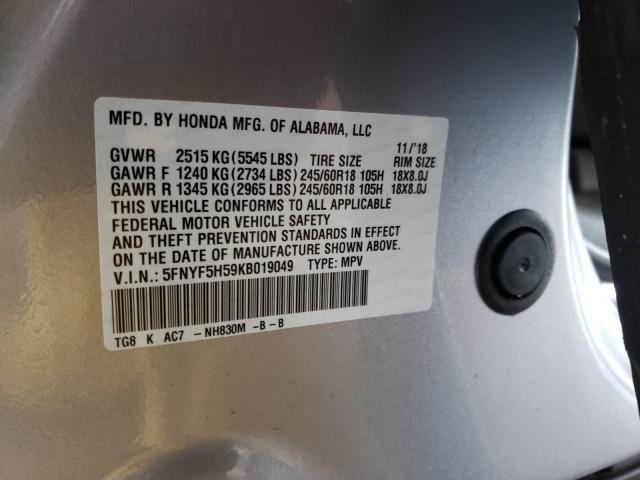 MFD. BY HONDA MFG. OF ALABAMA, LLC
11/'18
GVWR 2515 KG(5545 LBS) TIRE SIZE RIM SIZE
GAWR F 1240 KG(2734 LBS) 245/60R18 105H 18X8.0J
GAWR R 1345 KG(2965 LBS) 245/60R18 105H 18X8.0J
THIS VEHICLE CONFORMS TO ALL APPLICABLE
FEDERAL MOTOR VEHICLE SAFETY
AND THEFT PREVENTION STANDARDS IN EFFECT
ON THE DATE OF MANUFACTURE SHOWN ABOVE.
V.I.N.: 5FNYF5H59KB019049 TYPE: MPV
TG8 K AC7 -NH830M -B-B